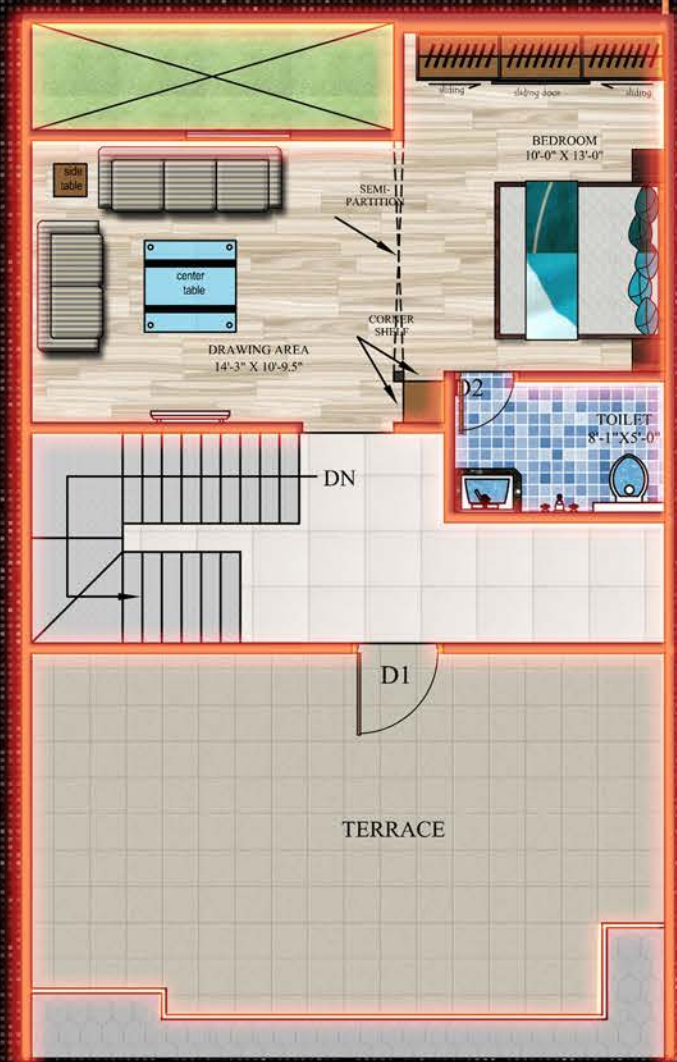 sliding
sliding door
sliding
BEDROOM
10'-0" X 13'-0"
side
table
SEMI-
PARTITION
center
table
CORNER
SHELF
DRAWING AREA
14'-3" X 10'-9.5"
D2
TOILET
8'-1"X5'-0"
DN
D1
TERRACE